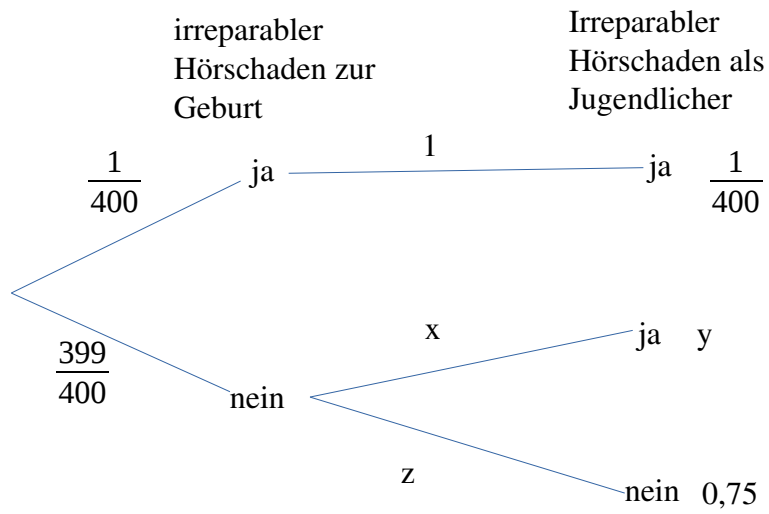 irreparabler
Hörschaden zur
Geburt
Irreparabler
Hörschaden als
Jugendlicher
1
400
ja
1
ja
1
400
399
400
nein
x
ja y
z
nein 0,75